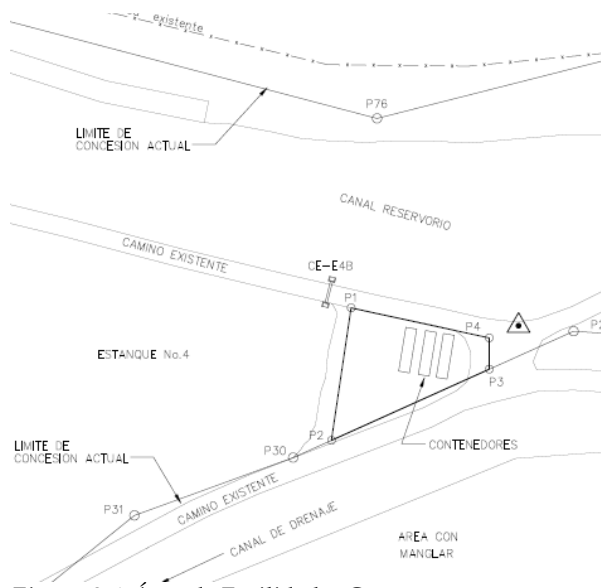 existente
P76
LIMITE DE
CONCESION ACTUAL
CANAL RESERVORIO
CAMINO EXISTENTE
CE-E4B
P1
P4
ESTANQUE No.4
P3
P2
CONTENEDORES
LIMITE DE
CONCESION ACTUAL
P30
P31
CAMINO EXISTENTE
CANAL DE DRENAJE
AREA CON
MANGLAR